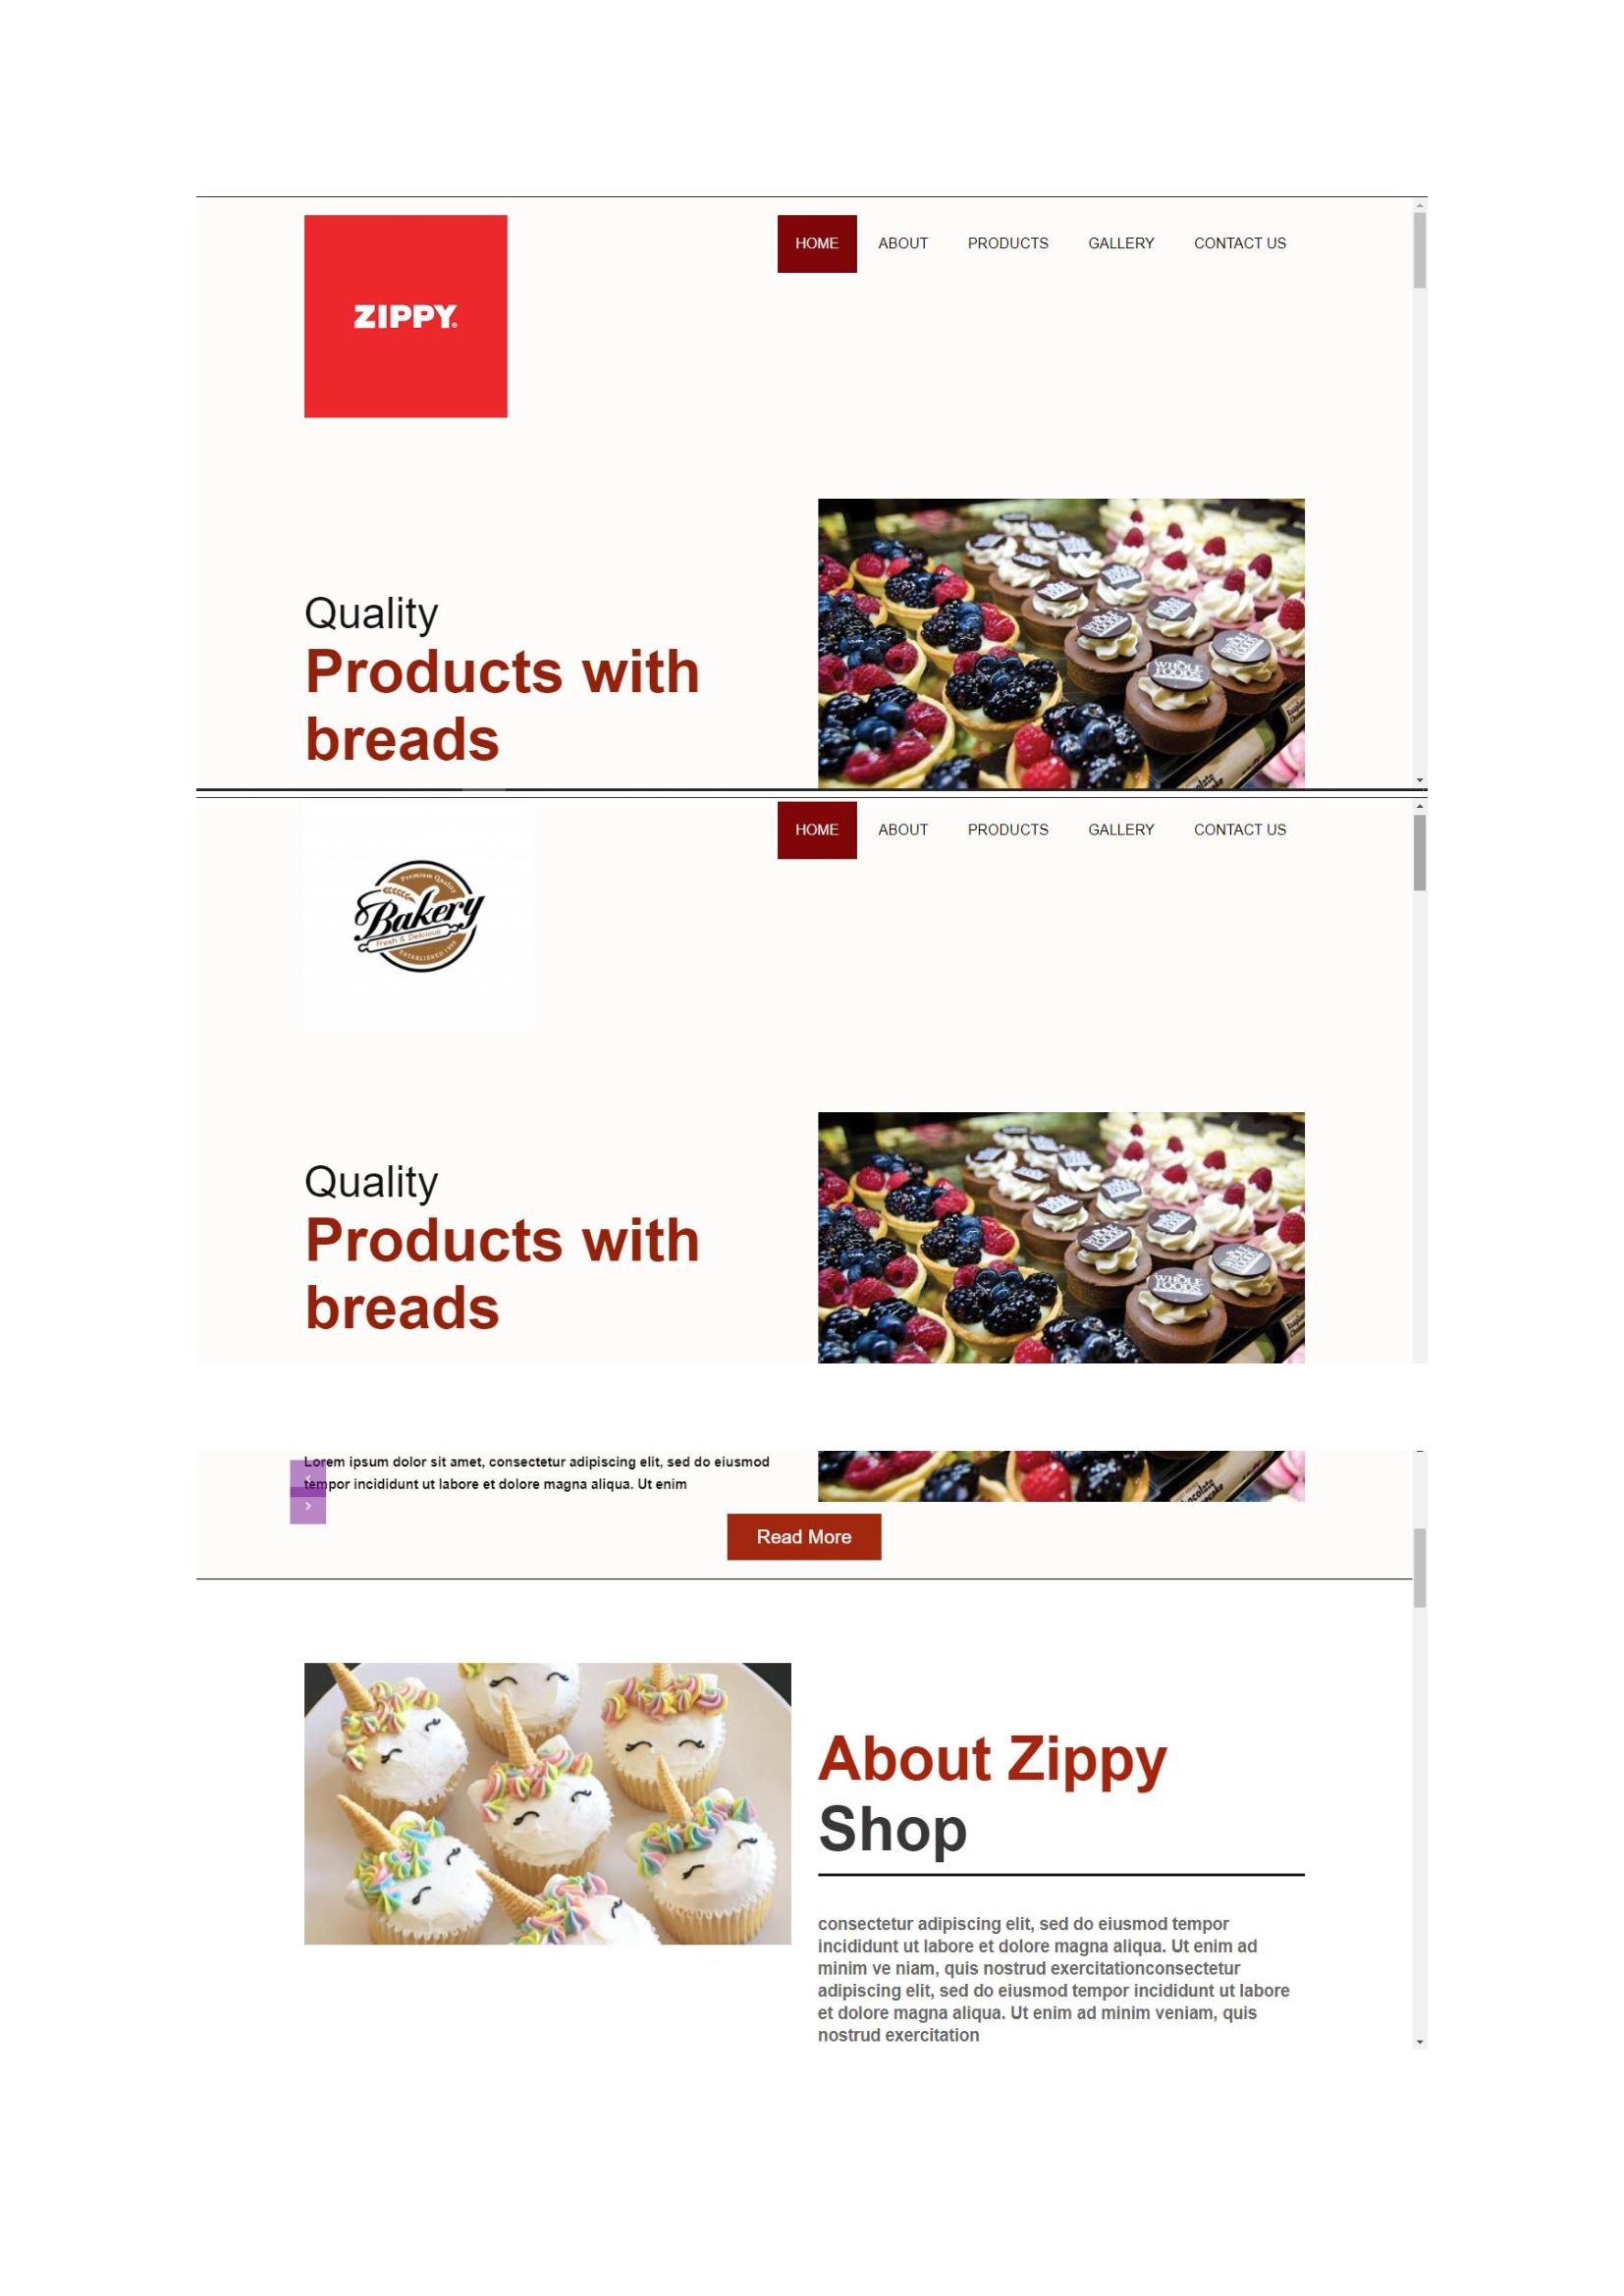 ZIPPY
HOME ABOUT PRODUCTS GALLERY CONTACT US
Quality
Products with
breads
WHOLE
FOODS
HOME ABOUT PRODUCTS GALLERY CONTACT US
Premium Quality
Bakery
Fresh & Delicious
ESTABLISHED
Quality
Products with
breads
WHOLE
FOODS
Lorem ipsum dolor sit amet, consectetur adipiscing elit, sed do eiusmod
tempor incididunt ut labore et dolore magna aliqua. Ut enim
Read More
About Zippy
Shop
consectetur adipiscing elit, sed do eiusmod tempor
incididunt ut labore et dolore magna aliqua. Ut enim ad
minim ve niam, quis nostrud exercitationconsectetur
adipiscing elit, sed do eiusmod tempor incididunt ut labore
et dolore magna aliqua. Ut enim ad minim veniam, quis
nostrud exercitation